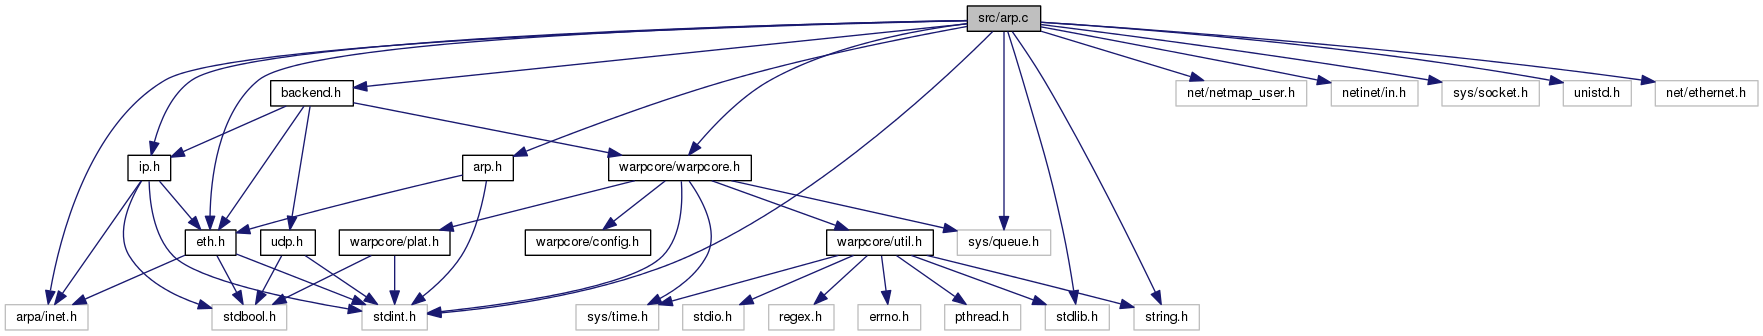 src/arp.c
backend.h
net/netmap_user.h
netinet/in.h
sys/socket.h
unistd.h
net/ethernet.h
ip.h
arp.h
warpcore/warpcore.h
eth.h
udp.h
warpcore/plat.h
warpcore/config.h
warpcore/util.h
sys/queue.h
arpa/inet.h
stdbool.h
stdint.h
sys/time.h
stdio.h
regex.h
errno.h
pthread.h
stdlib.h
string.h